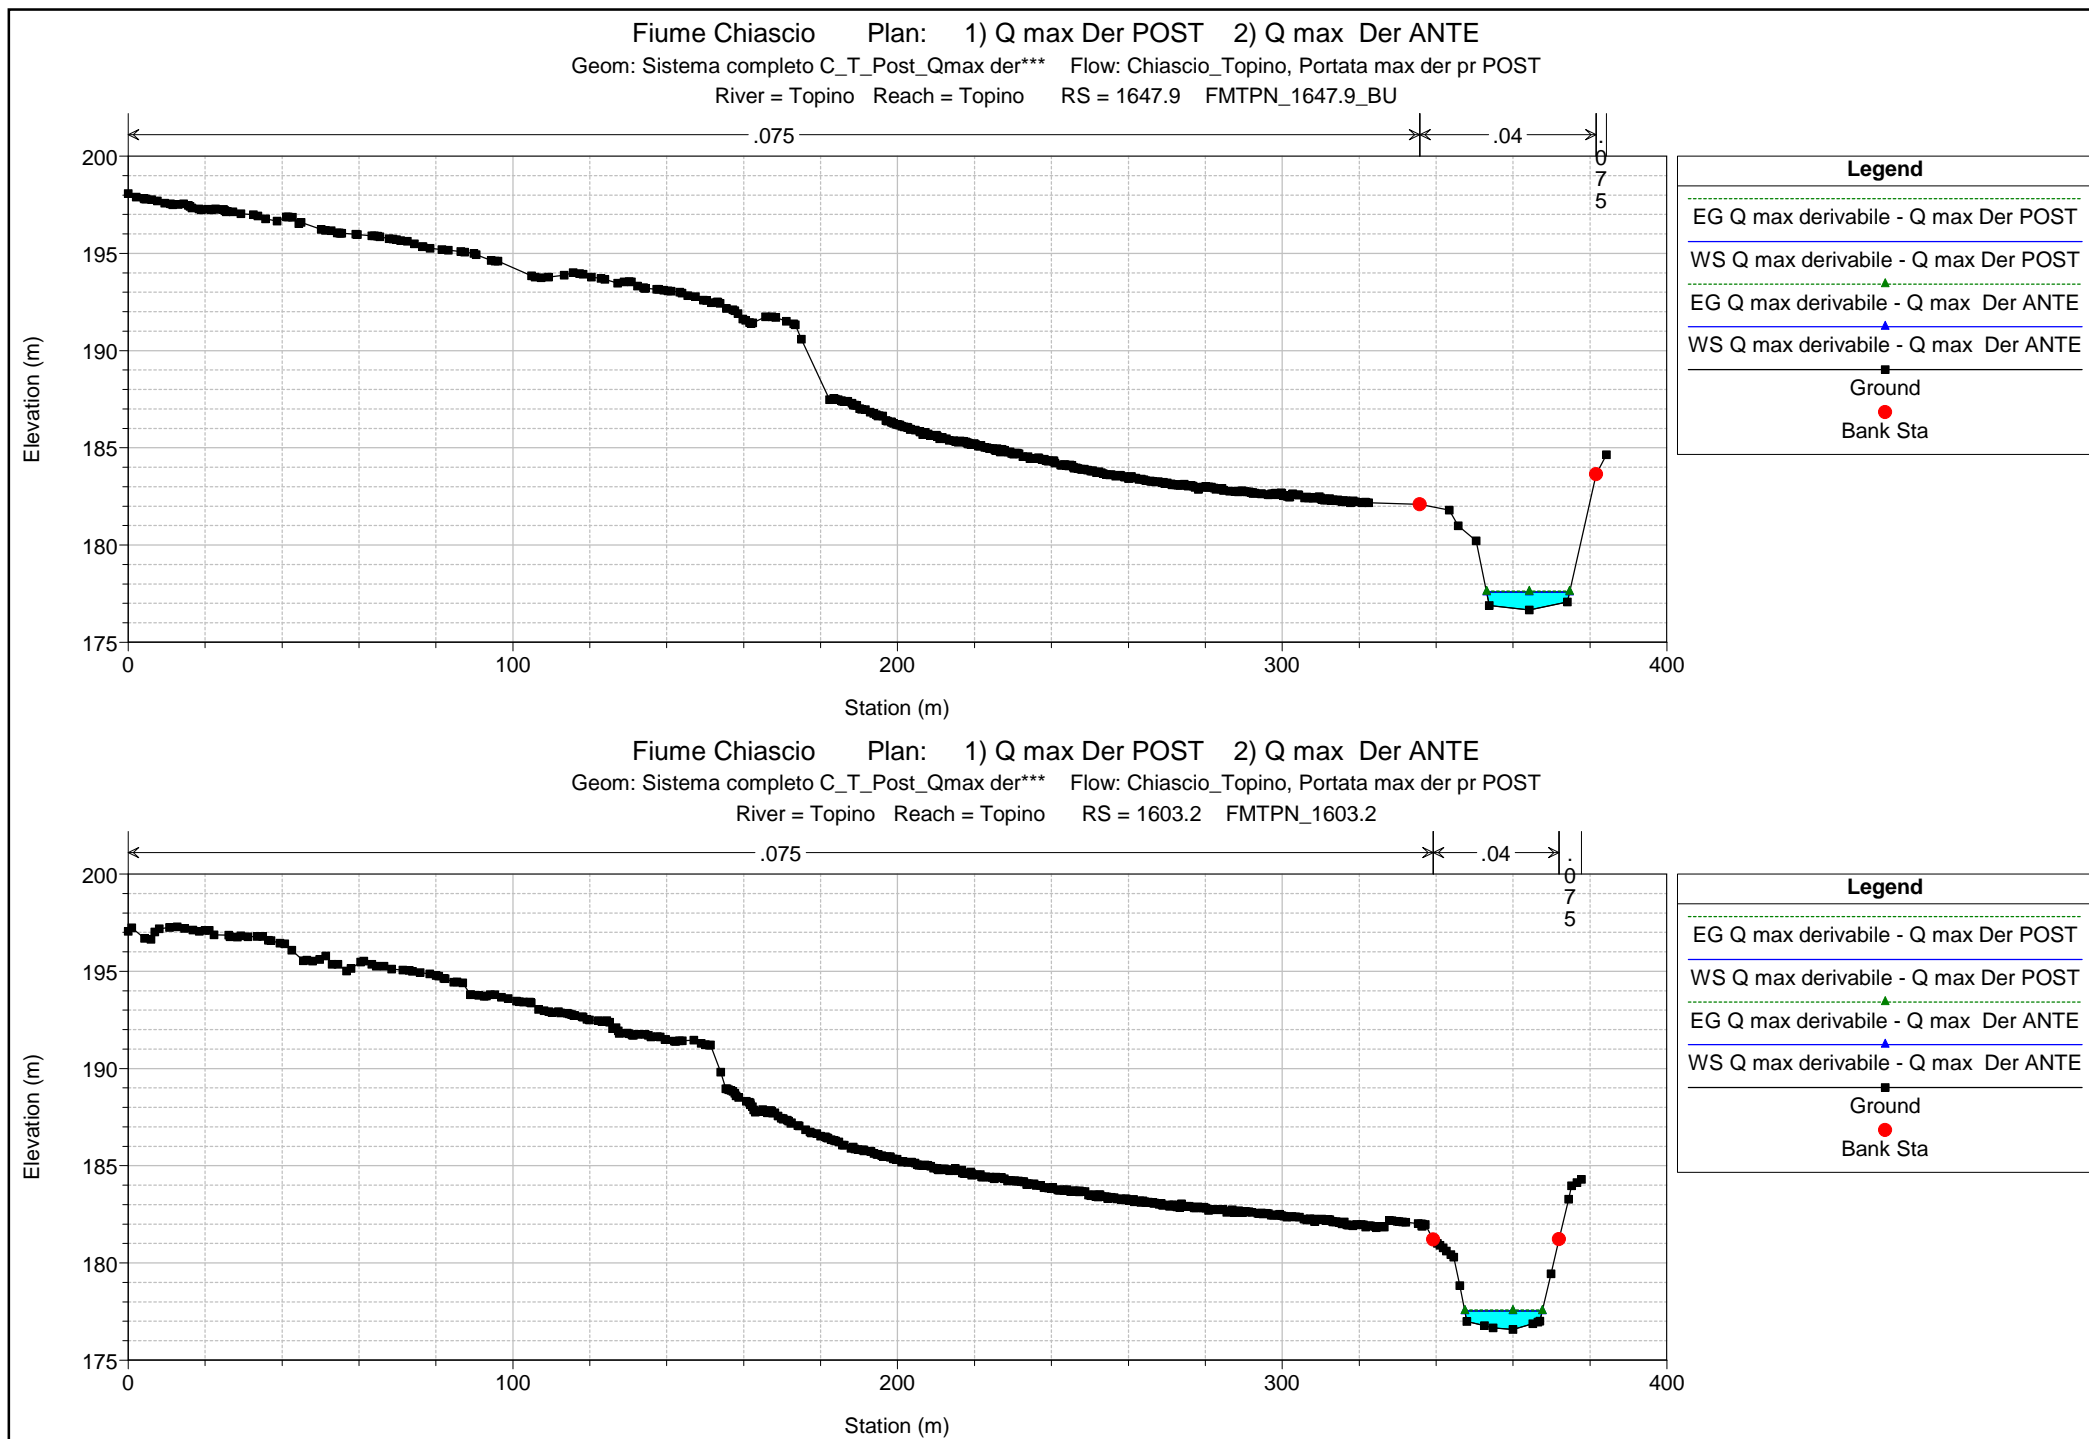 Fiume Chiascio Plan: 1) Q max Der POST 2) Q max Der ANTE
Geom: Sistema completo C_T_Post_Qmax der*** Flow: Chiascio_Topino, Portata max der pr POST
River = Topino Reach = Topino RS = 1647.9 FMTPN_1647.9_BU
.075 .04 .075
200
195
190
185
180
175
Elevation (m)
0 100 200 300 400
Station (m)
Legend
EG Q max derivabile - Q max Der POST
WS Q max derivabile - Q max Der POST
EG Q max derivabile - Q max Der ANTE
WS Q max derivabile - Q max Der ANTE
Ground
Bank Sta
Fiume Chiascio Plan: 1) Q max Der POST 2) Q max Der ANTE
Geom: Sistema completo C_T_Post_Qmax der*** Flow: Chiascio_Topino, Portata max der pr POST
River = Topino Reach = Topino RS = 1603.2 FMTPN_1603.2
.075 .04 .075
200
195
190
185
180
175
Elevation (m)
0 100 200 300 400
Station (m)
Legend
EG Q max derivabile - Q max Der POST
WS Q max derivabile - Q max Der POST
EG Q max derivabile - Q max Der ANTE
WS Q max derivabile - Q max Der ANTE
Ground
Bank Sta